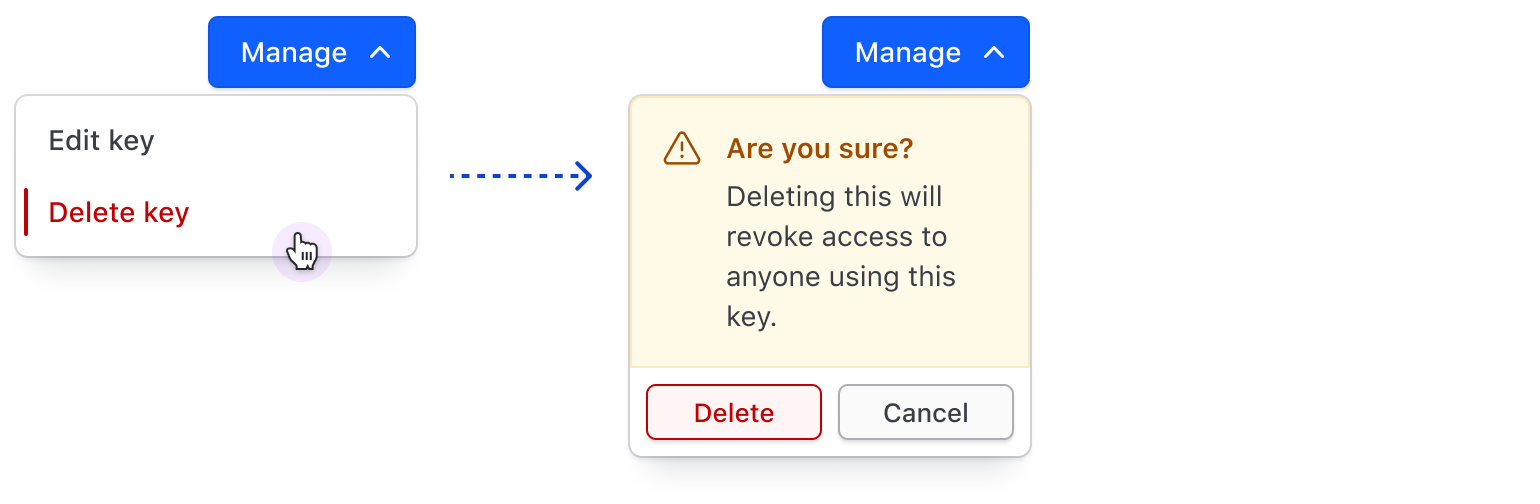 Manage
Edit key
Delete key
Manage
Are you sure?
Deleting this will
revoke access to
anyone using this
key.
Delete
Cancel